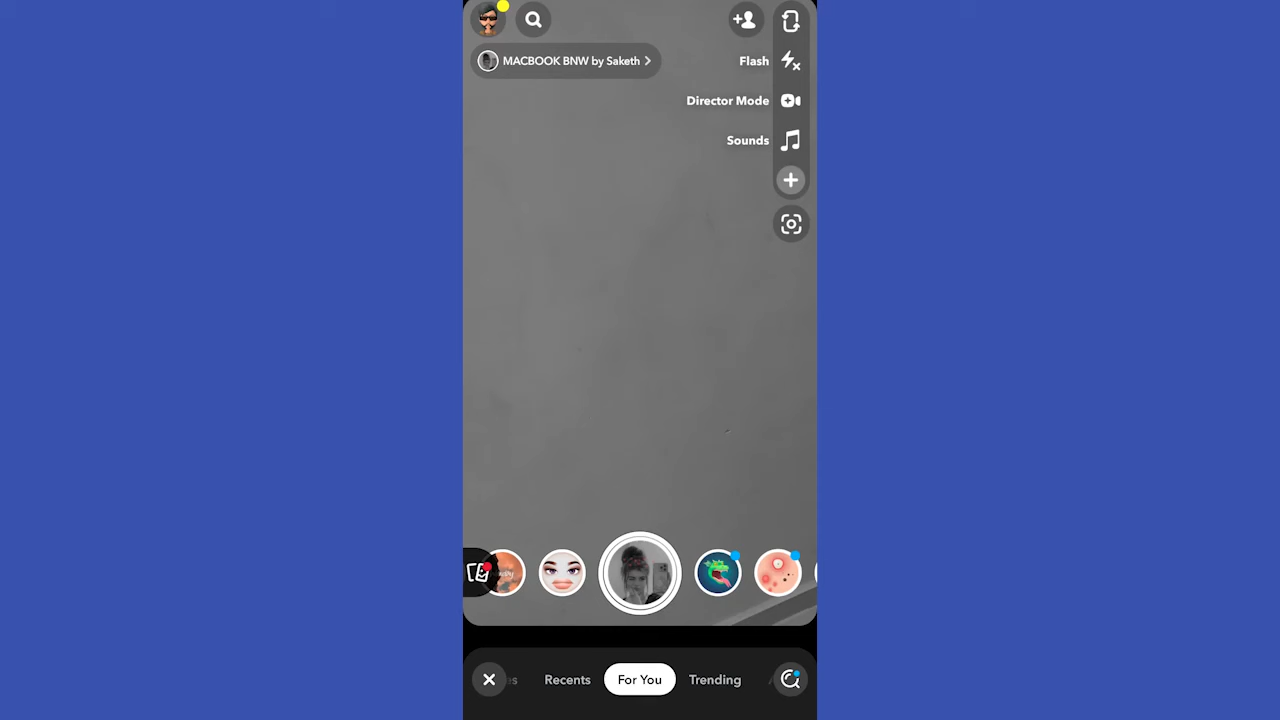 MACBOOK BNW by Saketh
Flash
Director Mode
Sounds
Recents
For You
Trending